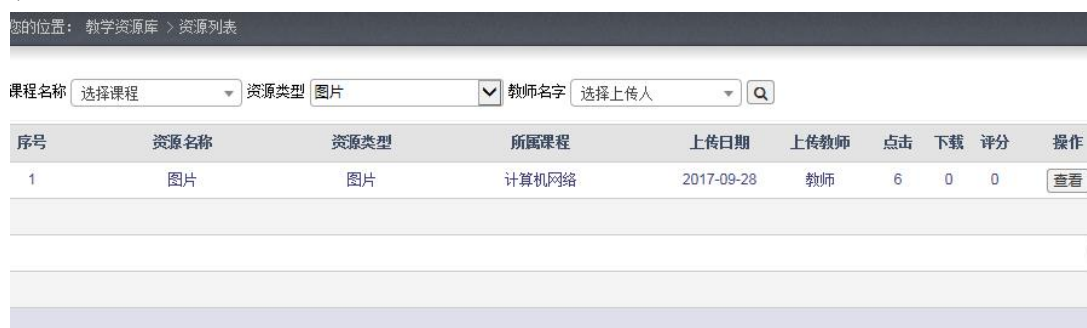 您的位置： 教学资源库 > 资源列表
课程名称 选择课程 资源类型 图片 教师名字 选择上传人
序号 资源名称 资源类型 所属课程 上传日期 上传教师 点击 下载 评分 操作
1 图片 图片 计算机网络 2017-09-28 教师 6 0 0 查看